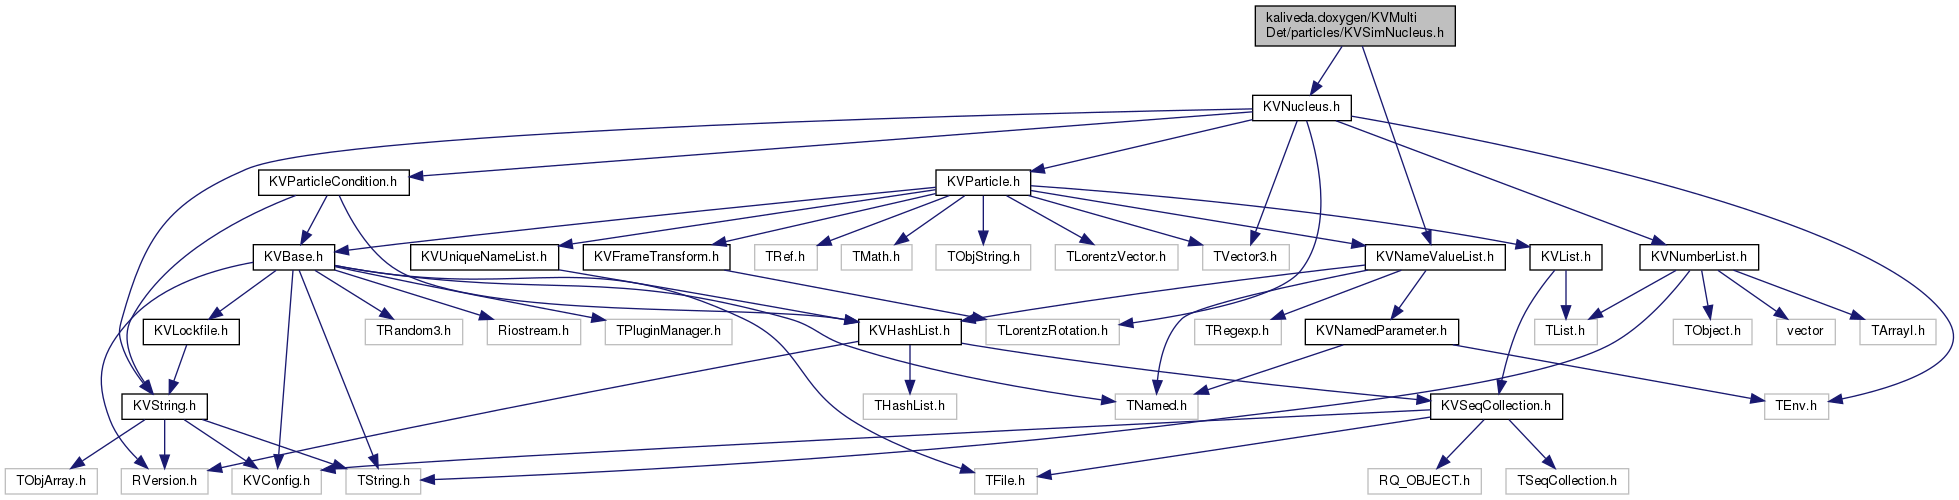 kaliveda.doxygen/KVMulti
Det/particles/KVSimNucleus.h
KVNucleus.h
KVParticleCondition.h
KVParticle.h
KVBase.h
KVUniqueNameList.h
KVFrameTransform.h
TRef.h
TMath.h
TObjString.h
TLorentzVector.h
TVector3.h
KVNameValueList.h
KVList.h
KVNumberList.h
KVLockfile.h
TRandom3.h
Riostream.h
TPluginManager.h
KVHashList.h
TLorentzRotation.h
TRegexp.h
KVNamedParameter.h
TList.h
TObject.h
vector
TArrayI.h
KVString.h
THashList.h
TNamed.h
KVSeqCollection.h
TEnv.h
TObjArray.h
RVersion.h
KVConfig.h
TString.h
TFile.h
RQ_OBJECT.h
TSeqCollection.h